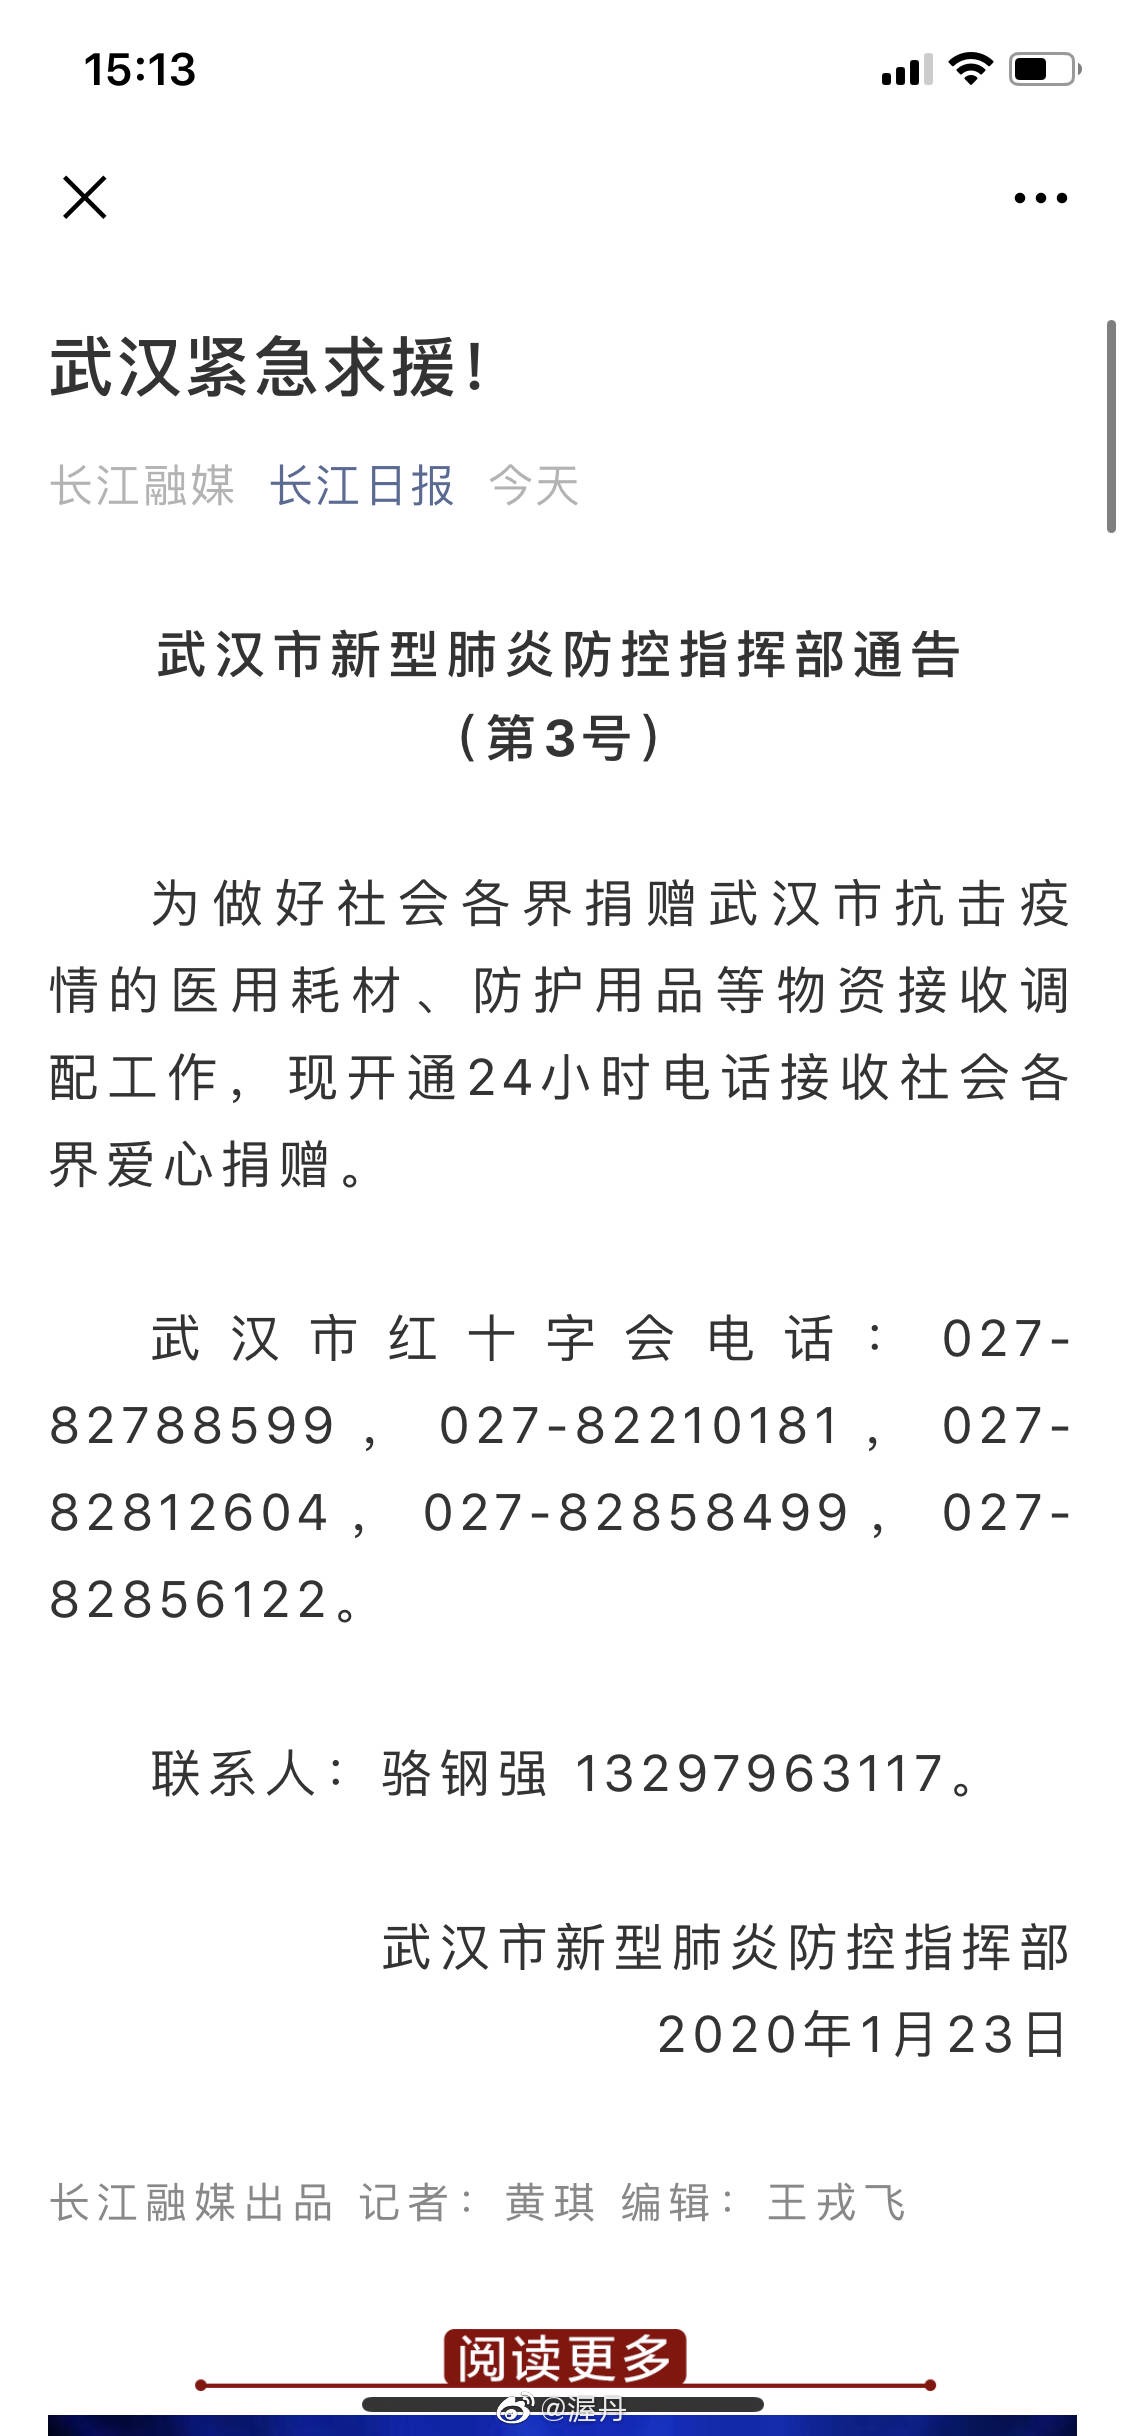 15:13
武汉紧急求援！
长江融媒 长江日报 今天
武汉市新型肺炎防控指挥部通告
（第3号）
为做好社会各界捐赠武汉市抗击疫
情的医用耗材、防护用品等物资接收调
配工作，现开通24小时电话接收社会各
界爱心捐赠。
武汉市红十字会电话：027-
82788599，027-82210181，027-
82812604，027-82858499，027-
82856122。
联系人：骆钢强 13297963117。
武汉市新型肺炎防控指挥部
2020年1月23日
长江融媒出品 记者：黄琪 编辑：王戎飞
阅读更多
@渥丹